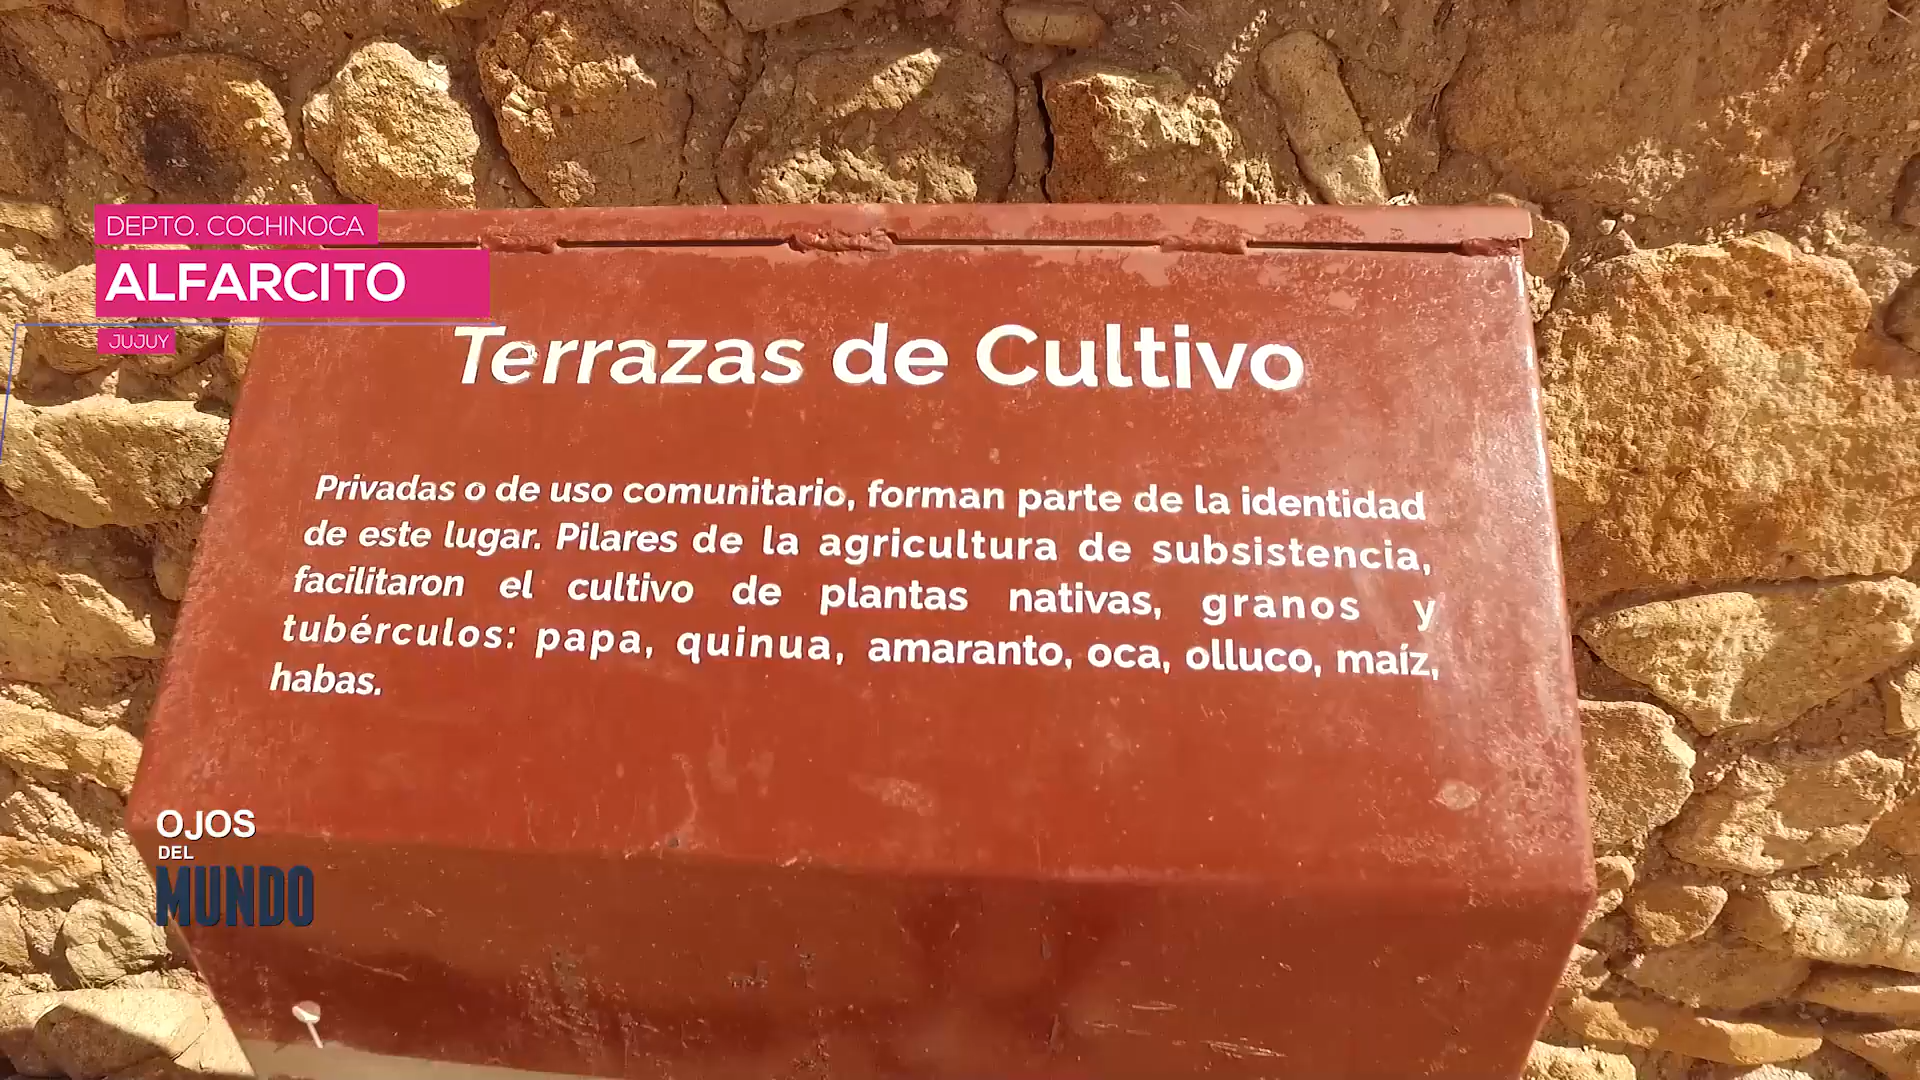 DEPTO. COCHINOCA
ALFARCITO
JUJUY
Terrazas de Cultivo
Privadas o de uso comunitario, forman parte de la identidad
de este lugar. Pilares de la agricultura de subsistencia,
facilitaron el cultivo de plantas nativas, granos y
tubérculos: papa, quinua, amaranto, oca, olluco, maíz,
habas.
OJOS
DEL
MUNDO